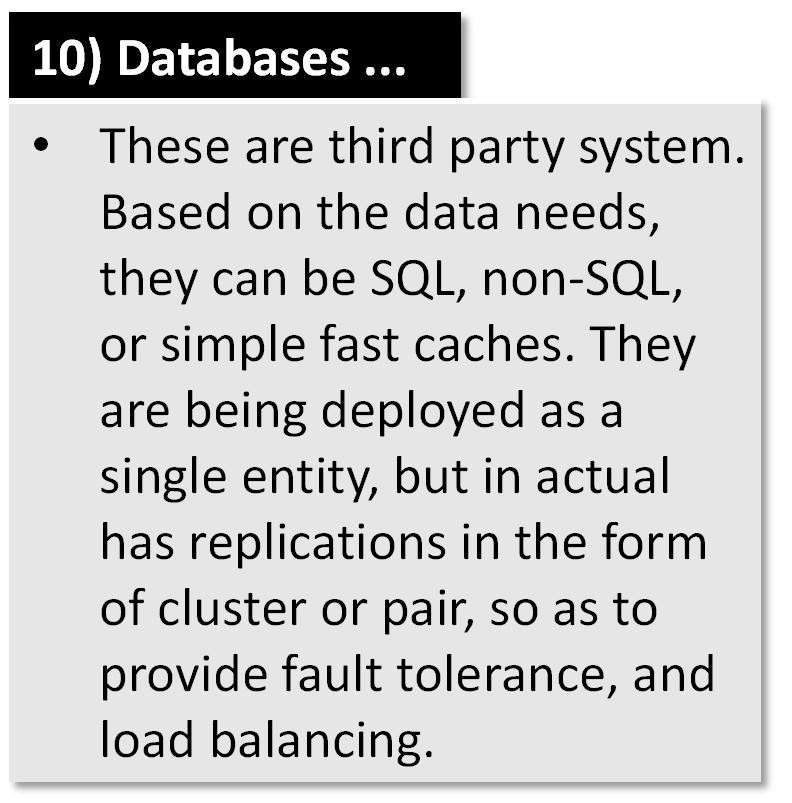 10) Databases ...
• These are third party system.
Based on the data needs,
they can be SQL, non-SQL,
or simple fast caches. They
are being deployed as a
single entity, but in actual
has replications in the form
of cluster or pair, so as to
provide fault tolerance, and
load balancing.